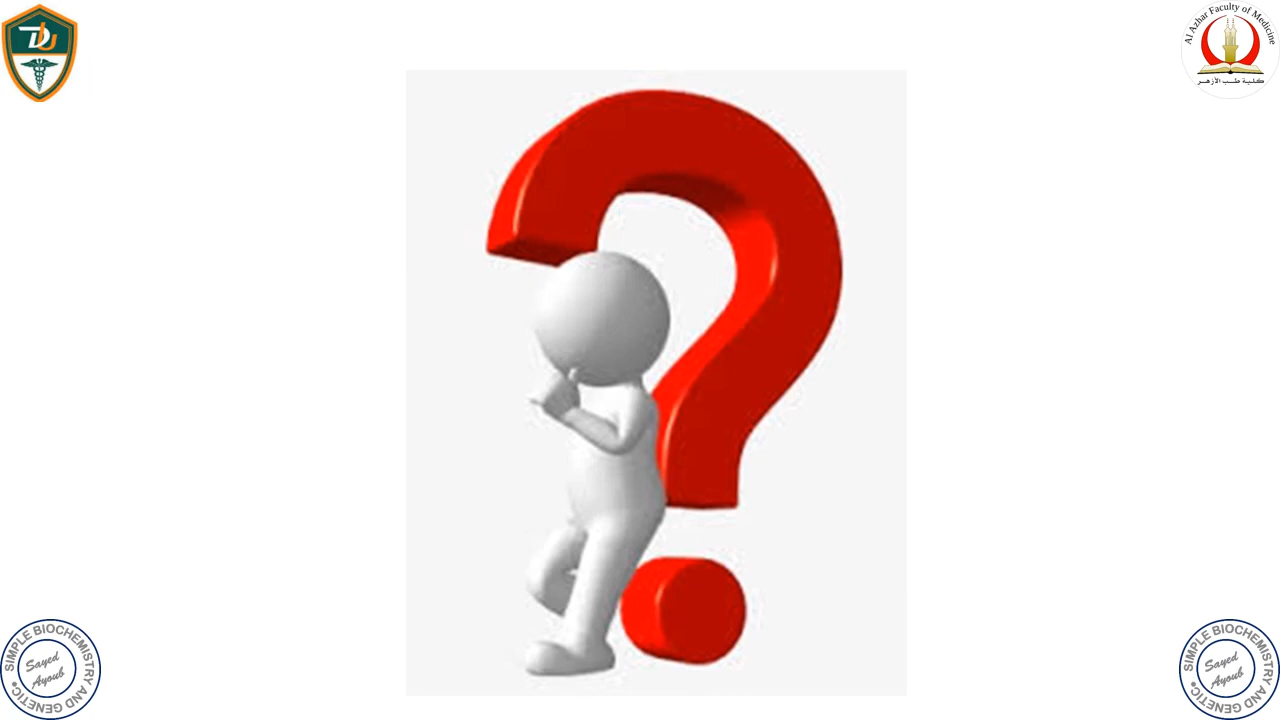 DU
Al Azhar Faculty of Medicine
كلية طب الأزهر
SIMPLE BIOCHEMISTRY AND GENETIC
Sayed
Ayoub
SIMPLE BIOCHEMISTRY AND GENETIC
Sayed
Ayoub